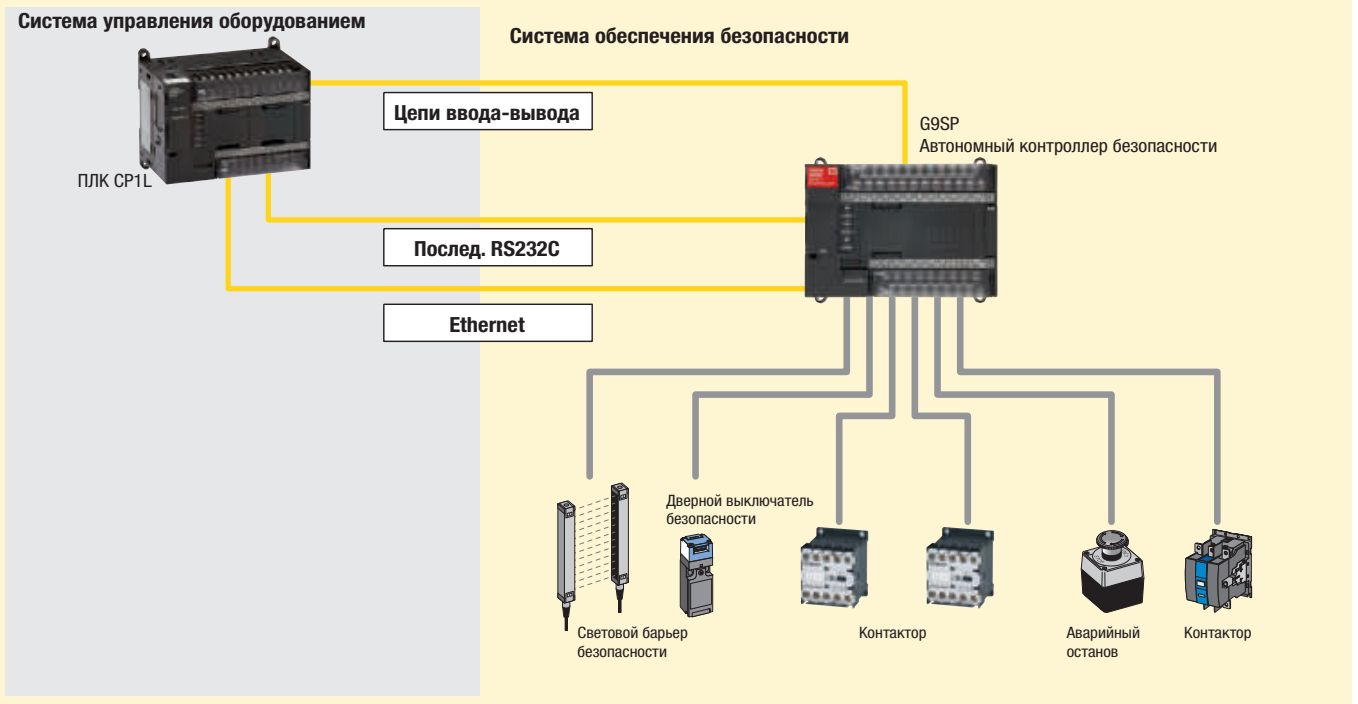 Система управления оборудованием
Система обеспечения безопасности
Цепи ввода-вывода
G9SP
Автономный контроллер безопасности
ПЛК CP1L
Послед. RS232C
Ethernet
Дверной выключатель
безопасности
Световой барьер
безопасности
Контактор
Аварийный
останов
Контактор